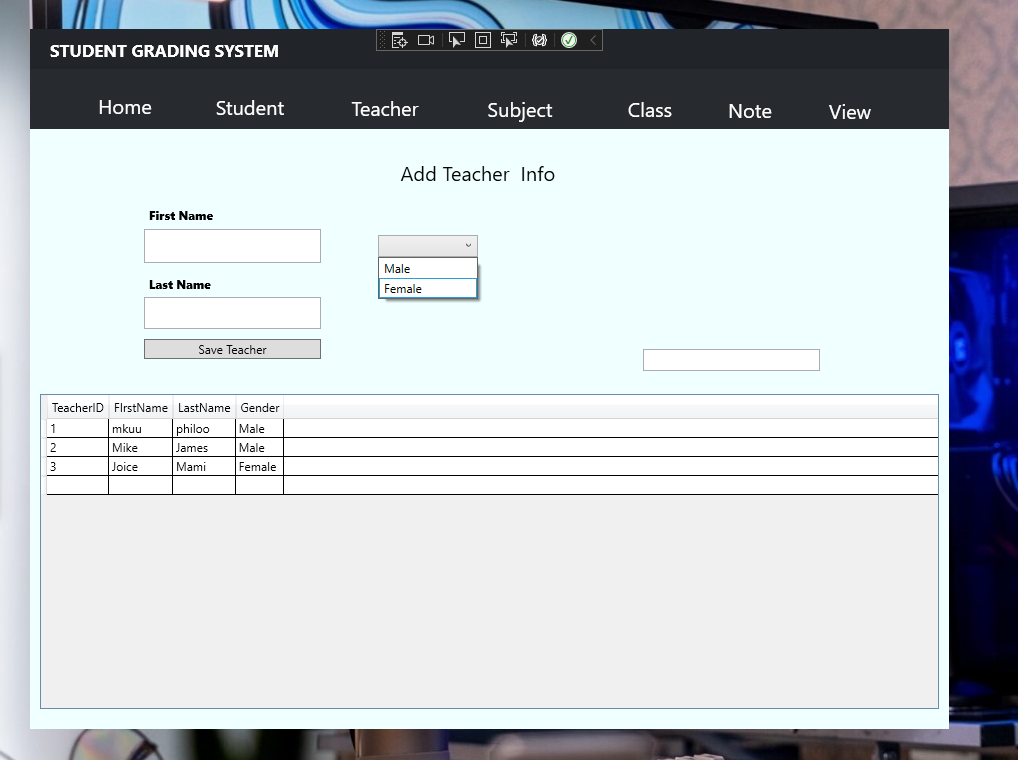 STUDENT GRADING SYSTEM
Home Student Teacher Subject Class Note View
Add Teacher Info
First Name
Male
Female
Last Name
Save Teacher
TeacherID FIrstName LastName Gender
1 mkuu philoo Male
2 Mike James Male
3 Joice Mami Female